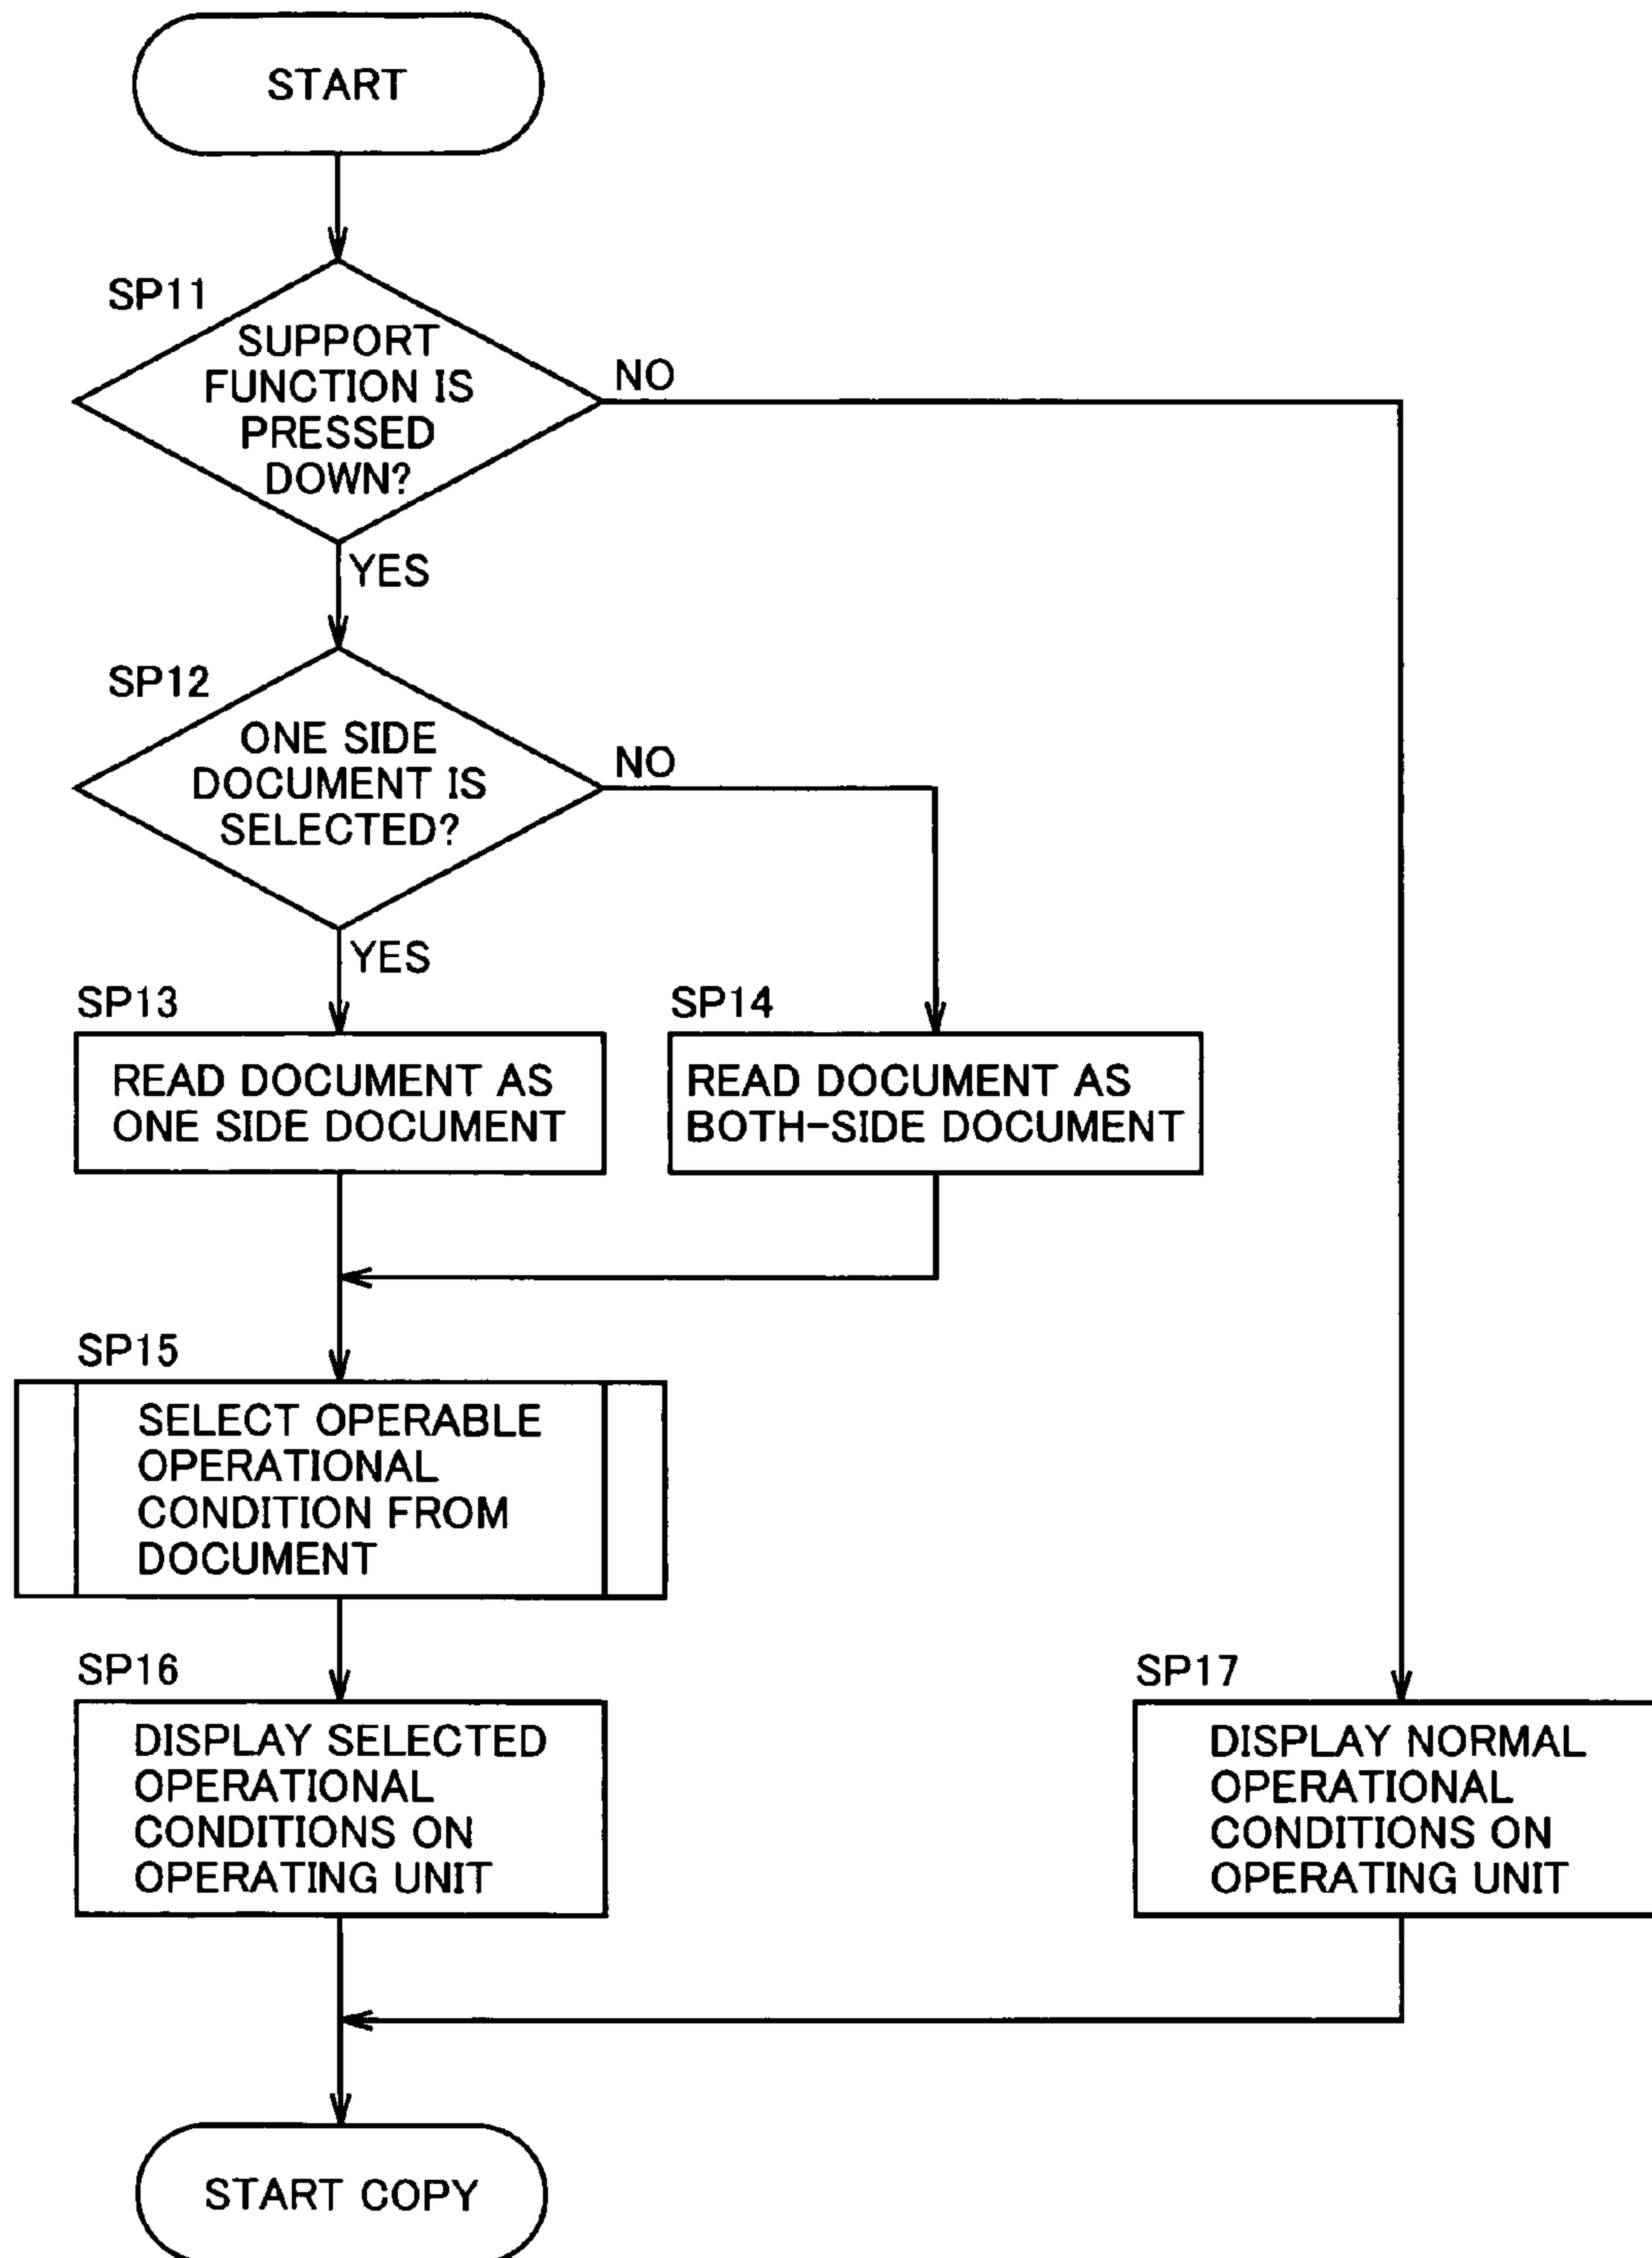 START
SP11
SUPPORT
FUNCTION IS
PRESSED
DOWN?
NO
YES
SP12
ONE SIDE
DOCUMENT IS
SELECTED?
NO
YES
SP13
READ DOCUMENT AS
ONE SIDE DOCUMENT
SP14
READ DOCUMENT AS
BOTH-SIDE DOCUMENT
SP15
SELECT OPERABLE
OPERATIONAL
CONDITION FROM
DOCUMENT
SP16
DISPLAY SELECTED
OPERATIONAL
CONDITIONS ON
OPERATING UNIT
SP17
DISPLAY NORMAL
OPERATIONAL
CONDITIONS ON
OPERATING UNIT
START COPY